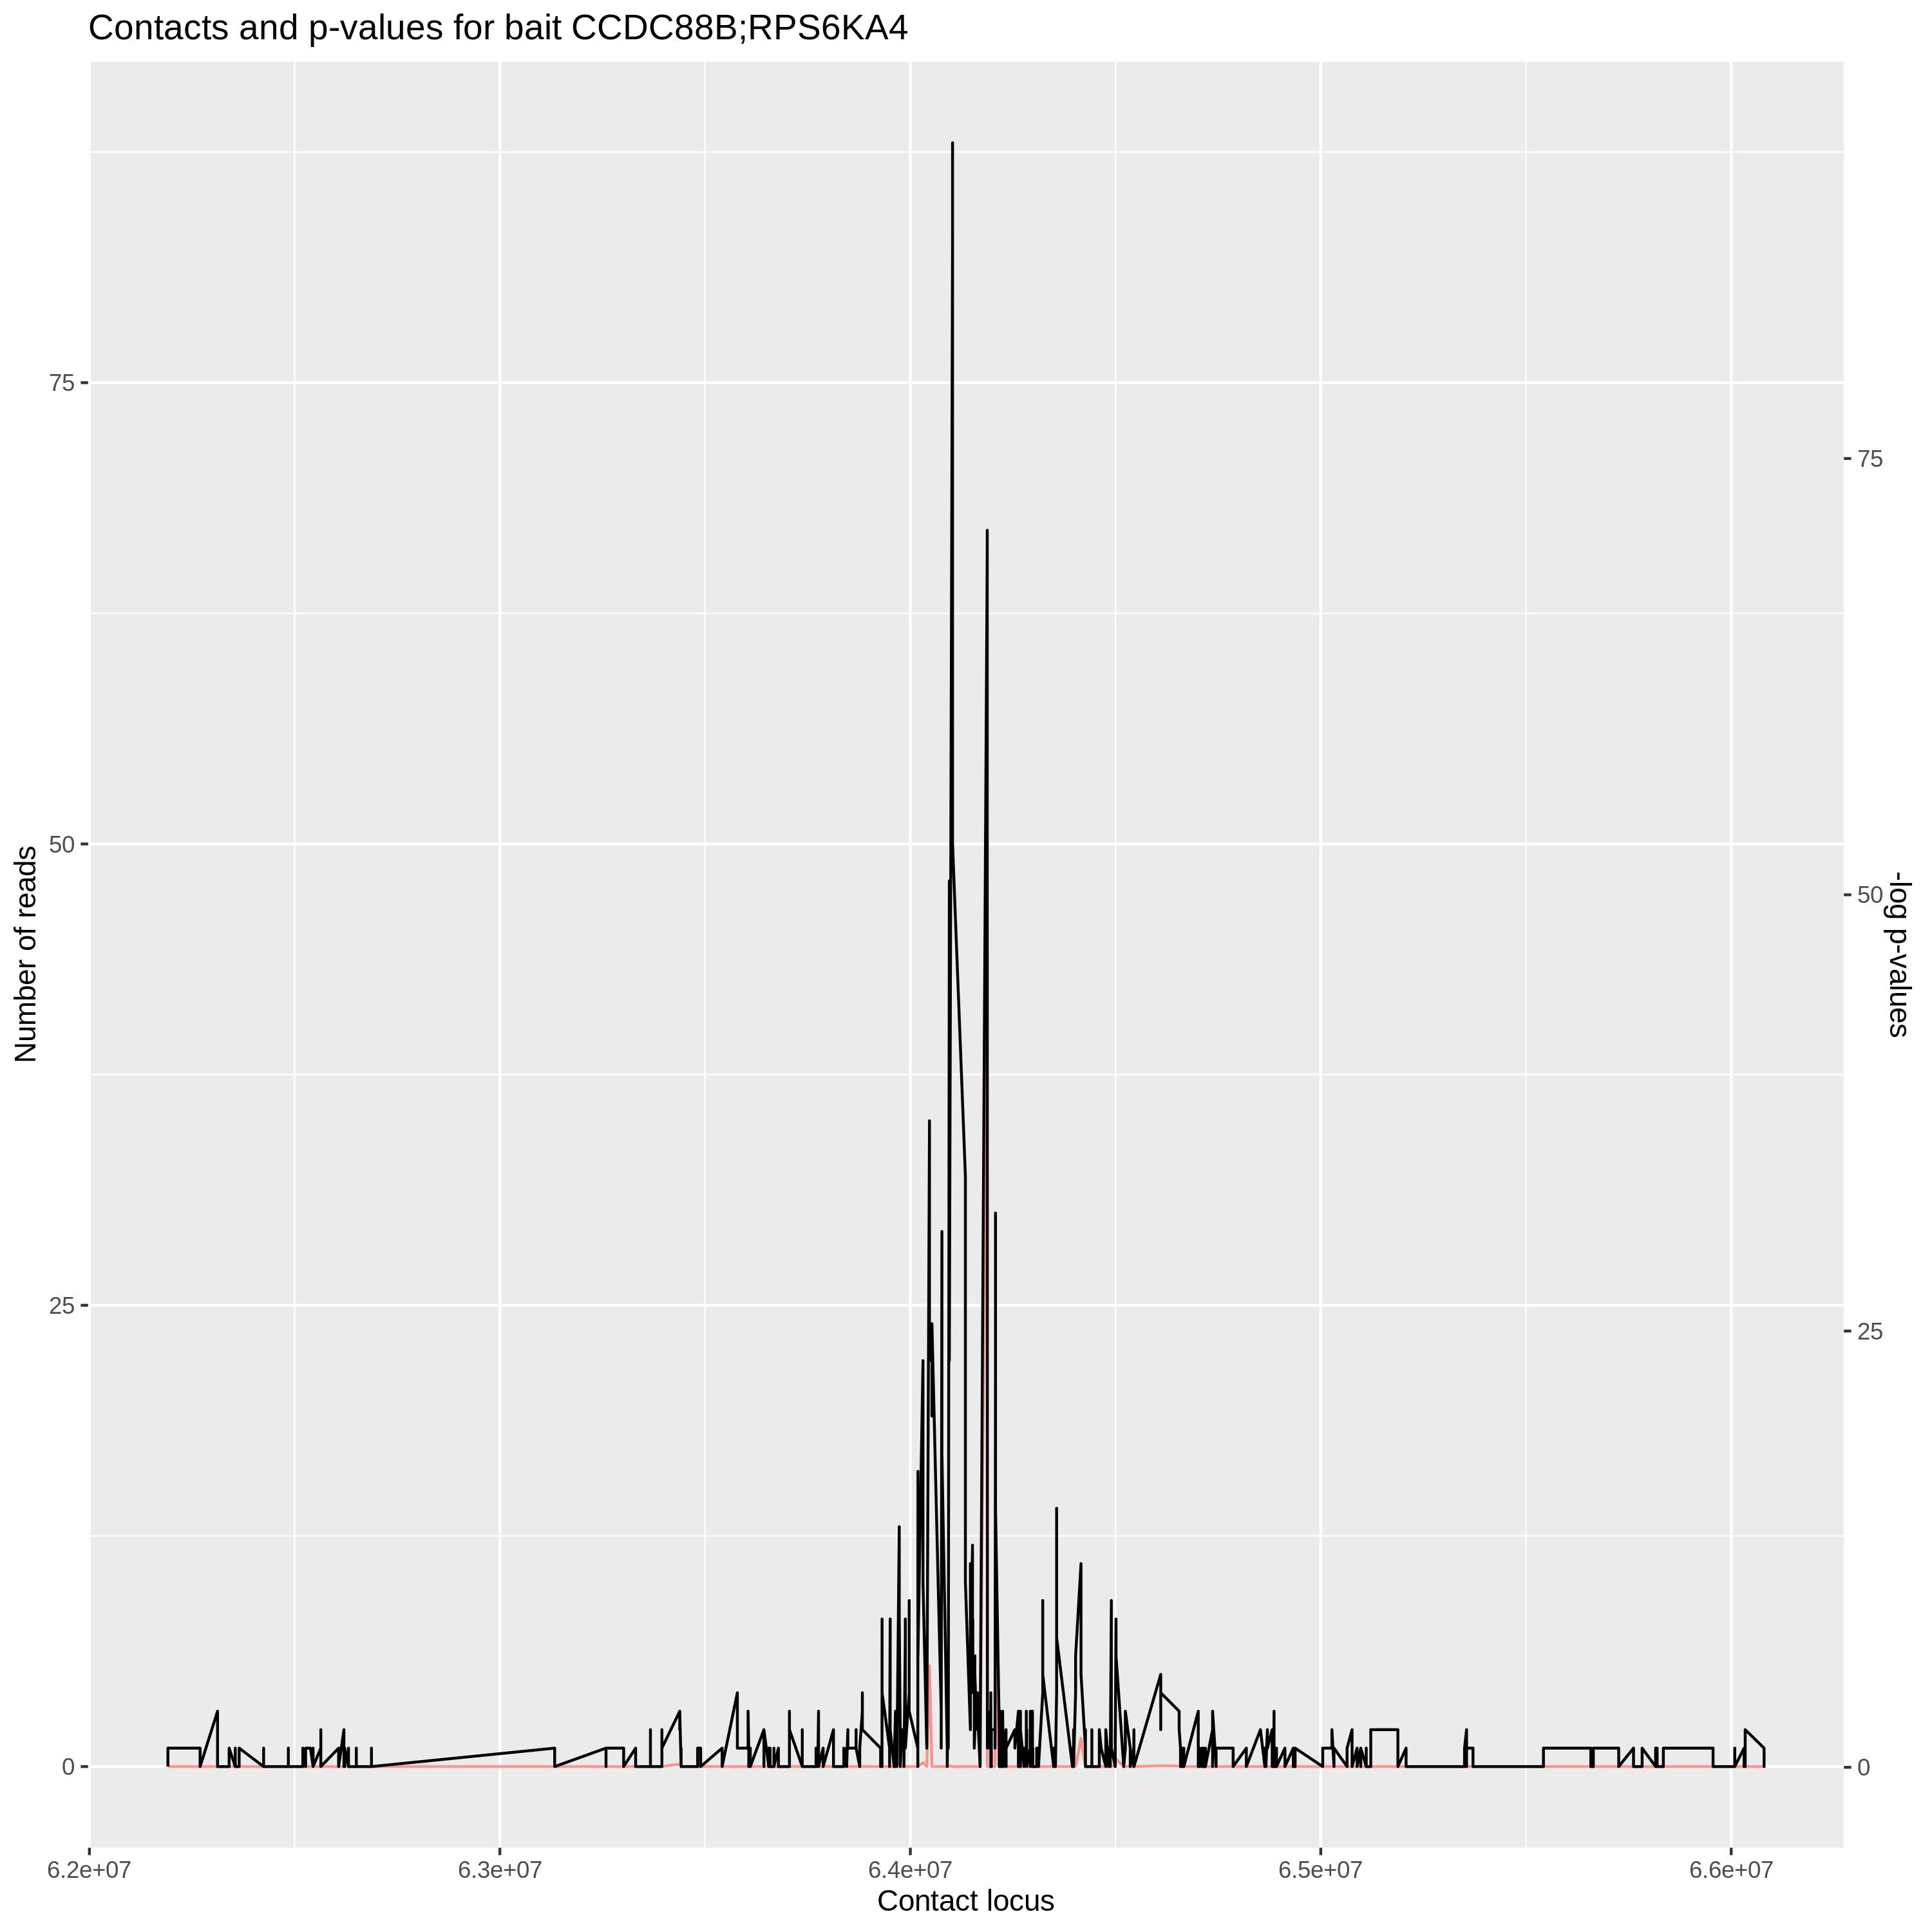 Contacts and p-values for bait CCDC88B;RPS6KA4
Number of reads
75
50
25
0
75
50
25
0
-log p-values
6.2e+07
6.3e+07
6.4e+07
6.5e+07
6.6e+07
Contact locus